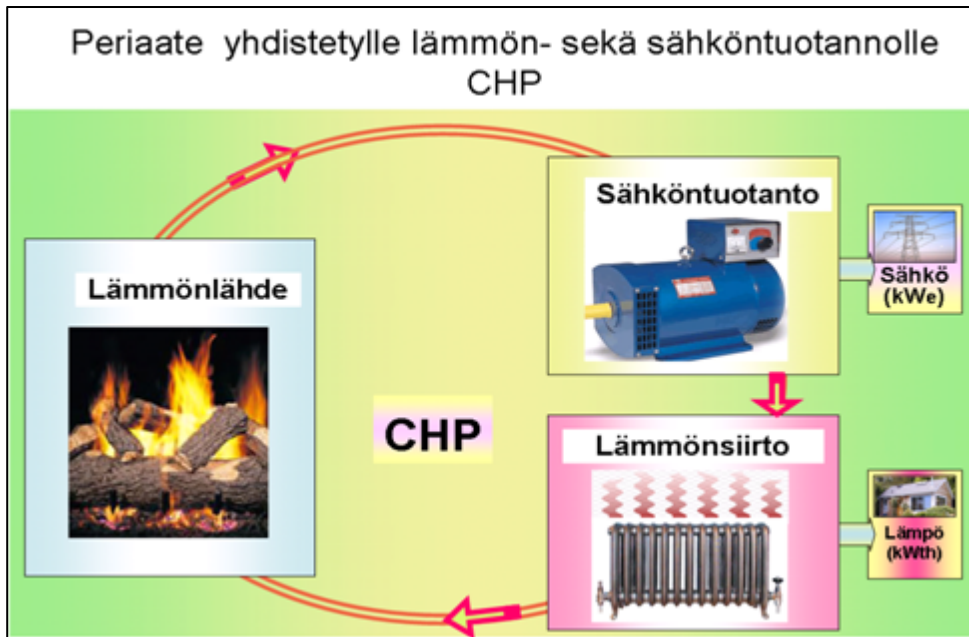 Periaate yhdistetylle lämmön- sekä sähköntuotannolle
CHP
Sähköntuotanto
Sähkö
(kWe)
Lämmönlähde
CHP
Lämmönsiirto
Lämpö
(kWth)